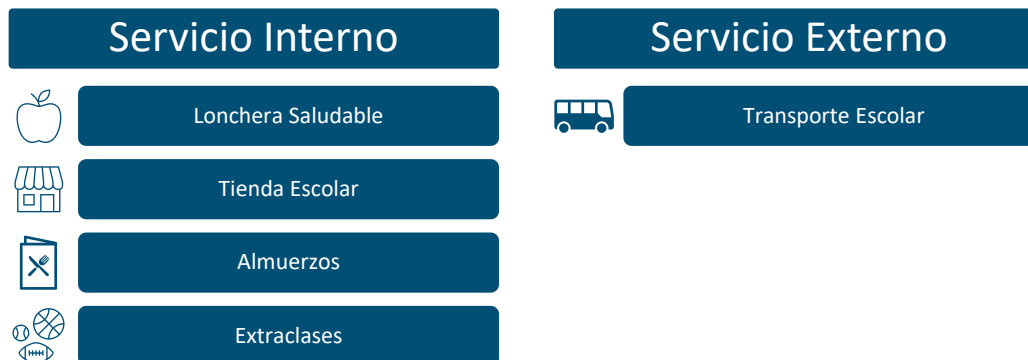 Servicio Interno
Lonchera Saludable
Tienda Escolar
Almuerzos
Extraclases
Servicio Externo
Transporte Escolar